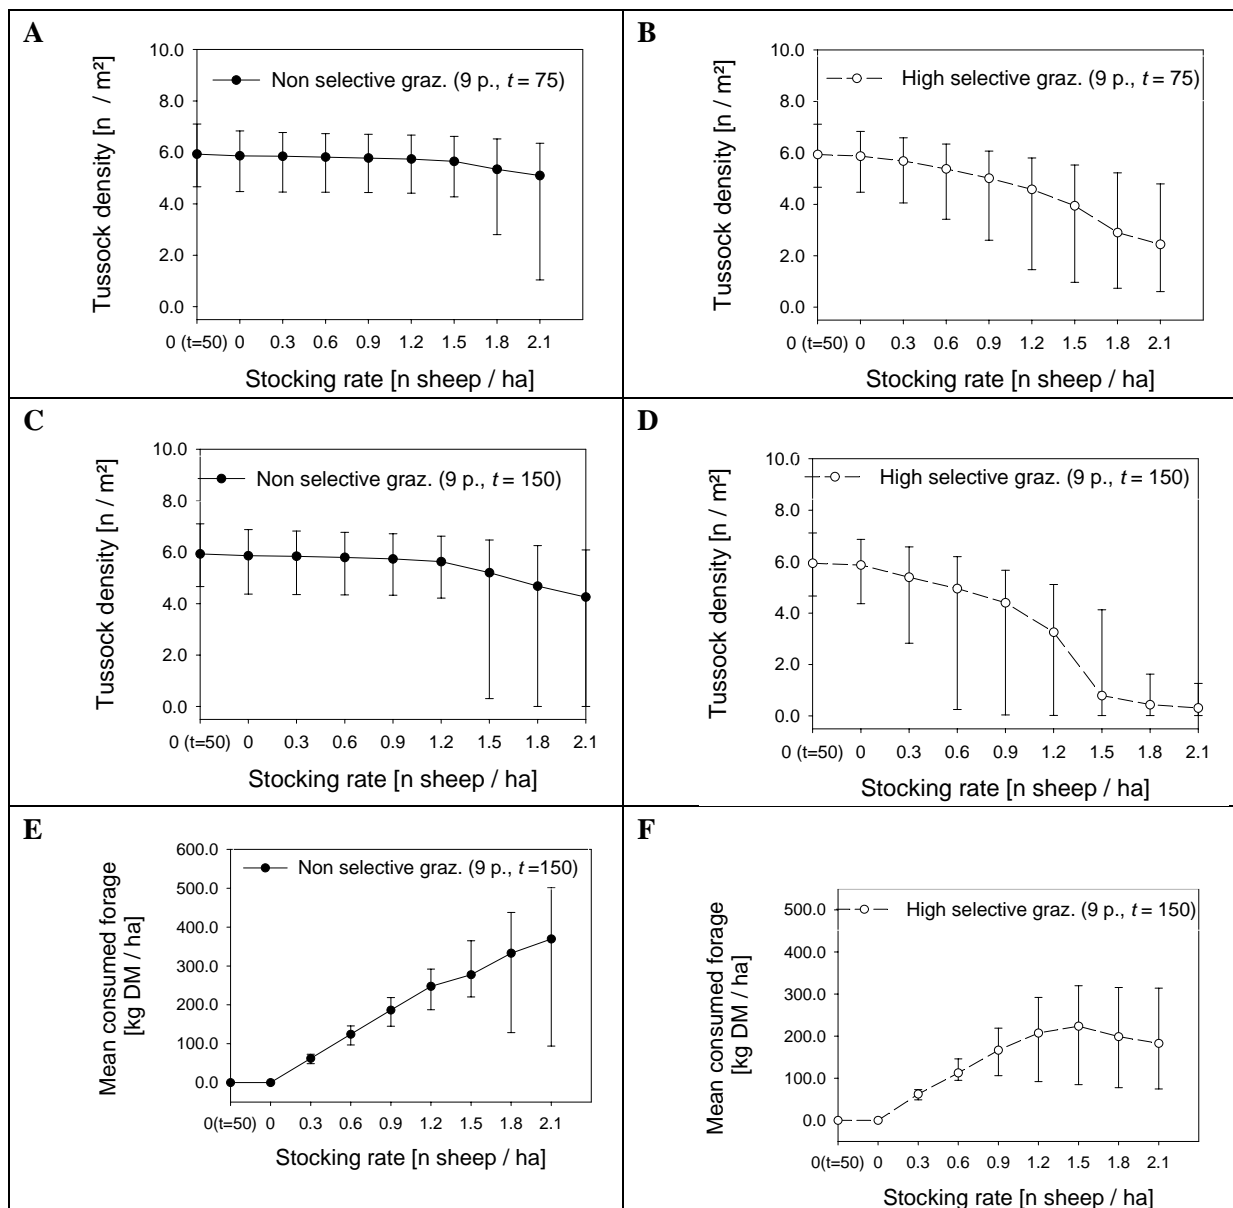 A
Tussock density [n / m²]
10.0
8.0
6.0
4.0
2.0
0.0
Non selective graz. (9 p., t = 75)
0 (t=50) 0 0.3 0.6 0.9 1.2 1.5 1.8 2.1
Stocking rate [n sheep / ha]
B
Tussock density [n / m²]
10.0
8.0
6.0
4.0
2.0
0.0
High selective graz. (9 p., t = 75)
0 (t=50) 0 0.3 0.6 0.9 1.2 1.5 1.8 2.1
Stocking rate [n sheep / ha]
C
Tussock density [n / m²]
10.0
8.0
6.0
4.0
2.0
0.0
Non selective graz. (9 p., t = 150)
0 (t=50) 0 0.3 0.6 0.9 1.2 1.5 1.8 2.1
Stocking rate [n sheep / ha]
D
Tussock density [n / m²]
10.0
8.0
6.0
4.0
2.0
0.0
High selective graz. (9 p., t = 150)
0 (t=50) 0 0.3 0.6 0.9 1.2 1.5 1.8 2.1
Stocking rate [n sheep / ha]
E
Mean consumed forage
[kg DM / ha]
600.0
500.0
400.0
300.0
200.0
100.0
0.0
Non selective graz. (9 p., t =150)
0(t=50) 0 0.3 0.6 0.9 1.2 1.5 1.8 2.1
Stocking rate [n sheep / ha]
F
Mean consumed forage
[kg DM / ha]
500.0
400.0
300.0
200.0
100.0
0.0
High selective graz. (9 p., t = 150)
0(t=50) 0 0.3 0.6 0.9 1.2 1.5 1.8 2.1
Stocking rate [n sheep / ha]